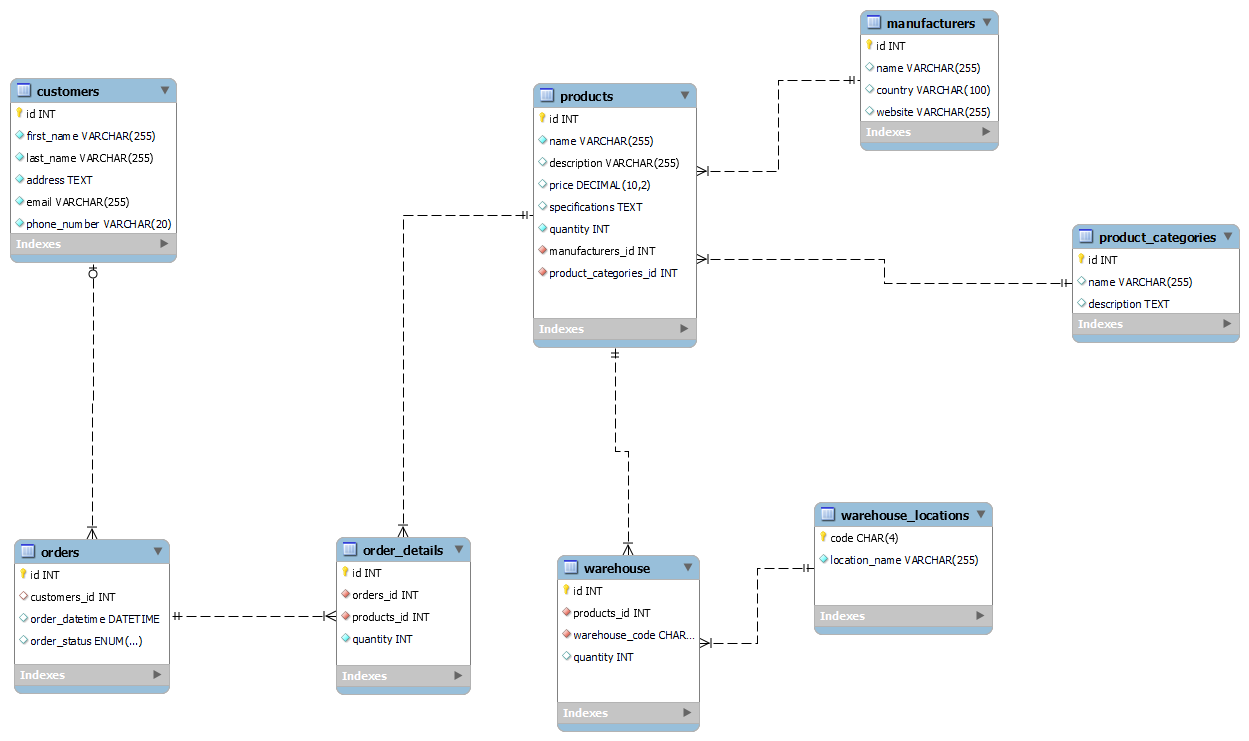 manufacturers
id INT
name VARCHAR(255)
country VARCHAR(100)
website VARCHAR(255)
Indexes
customers
id INT
first_name VARCHAR(255)
last_name VARCHAR(255)
address TEXT
email VARCHAR(255)
phone_number VARCHAR(20)
Indexes
products
id INT
name VARCHAR(255)
description VARCHAR(255)
price DECIMAL(10,2)
specifications TEXT
quantity INT
manufacturers_id INT
product_categories_id INT
Indexes
product_categories
id INT
name VARCHAR(255)
description TEXT
Indexes
orders
id INT
customers_id INT
order_datetime DATETIME
order_status ENUM(...)
Indexes
order_details
id INT
orders_id INT
products_id INT
quantity INT
Indexes
warehouse
id INT
products_id INT
warehouse_code CHAR...
quantity INT
Indexes
warehouse_locations
code CHAR(4)
location_name VARCHAR(255)
Indexes